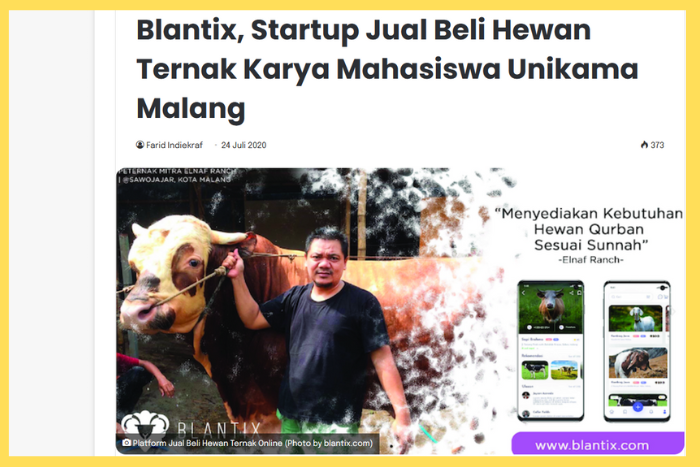 Blantix, Startup Jual Beli Hewan
Ternak Karya Mahasiswa Unikama
Malang
Farid Indiekraf · 24 Juli 2020 373
PETERNAK MITRA ELNAF RANCH
| @SAWOJAJAR, KOTA MALANG
“Menyediakan Kebutuhan
Hewan Qurban
Sesuai Sunnah”
-Elnaf Ranch-
BLANTIX
Platform Jual Beli Hewan Ternak Online (Photo by blantix.com)
www.blantix.com